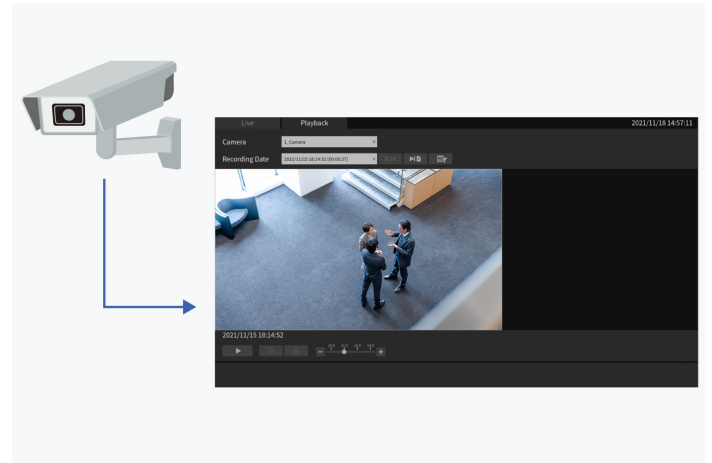 Live Playback 2021/11/18 14:57:11
Camera 1_Camera
Recording Date 2021/11/15 18:14:52 [00:00:37]
2021/11/15 18:14:52